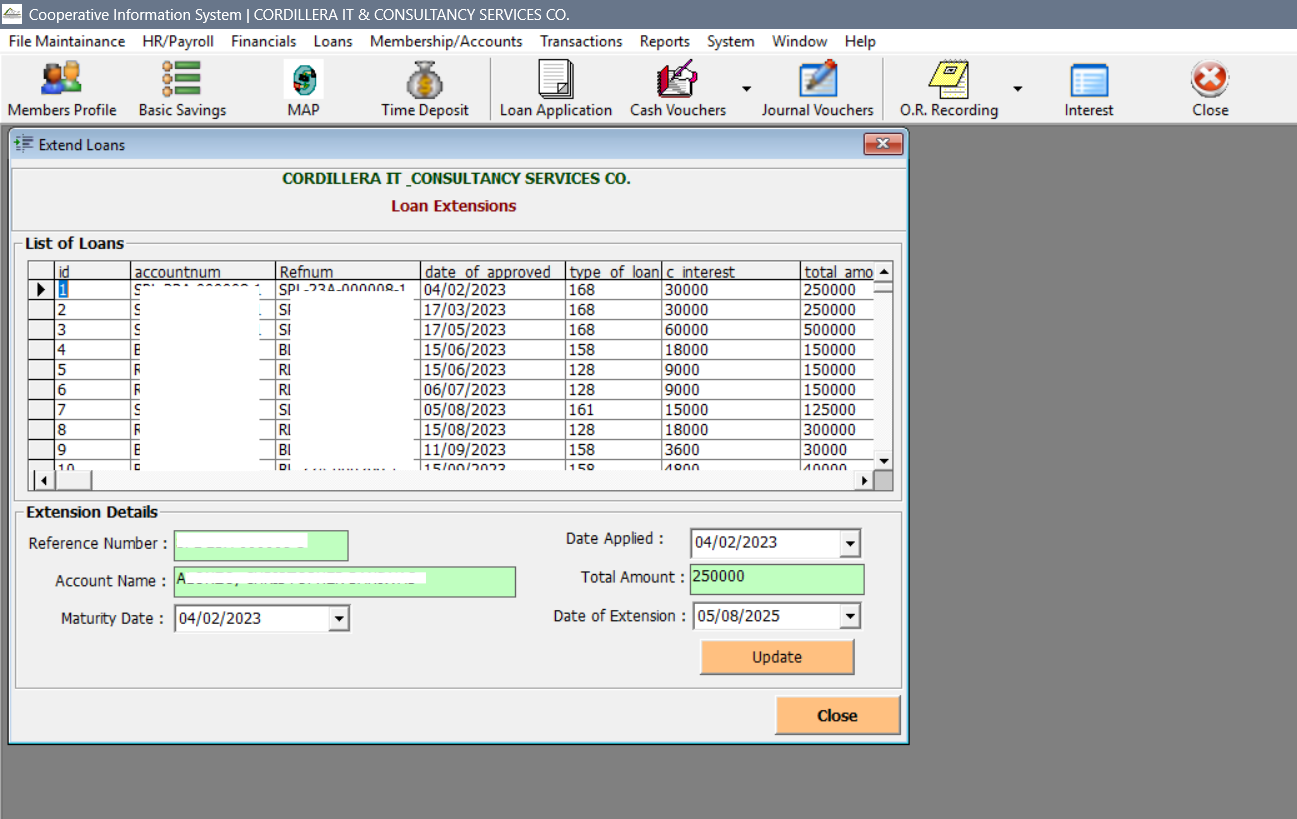 Cooperative Information System | CORDILLERA IT & CONSULTANCY SERVICES CO.
File Maintainance HR/Payroll Financials Loans Membership/Accounts Transactions Reports System Window Help
Members Profile Basic Savings MAP Time Deposit Loan Application Cash Vouchers Journal Vouchers O.R. Recording Interest Close
Extend Loans
CORDILLERA IT _CONSULTANCY SERVICES CO.
Loan Extensions
List of Loans
id accountnum Refnum date_of_approved type_of_loan c_interest total_amo
1 04/02/2023 168 30000 250000
2 17/03/2023 168 30000 250000
3 17/05/2023 168 60000 500000
4 15/06/2023 158 18000 150000
5 15/06/2023 128 9000 150000
6 06/07/2023 128 9000 150000
7 05/08/2023 161 15000 125000
8 15/08/2023 128 18000 300000
9 11/09/2023 158 3600 30000
10 15/09/2023 158 4800 40000
Extension Details
Reference Number : Date Applied : 04/02/2023
Account Name : Total Amount : 250000
Maturity Date : 04/02/2023 Date of Extension : 05/08/2025
Update
Close